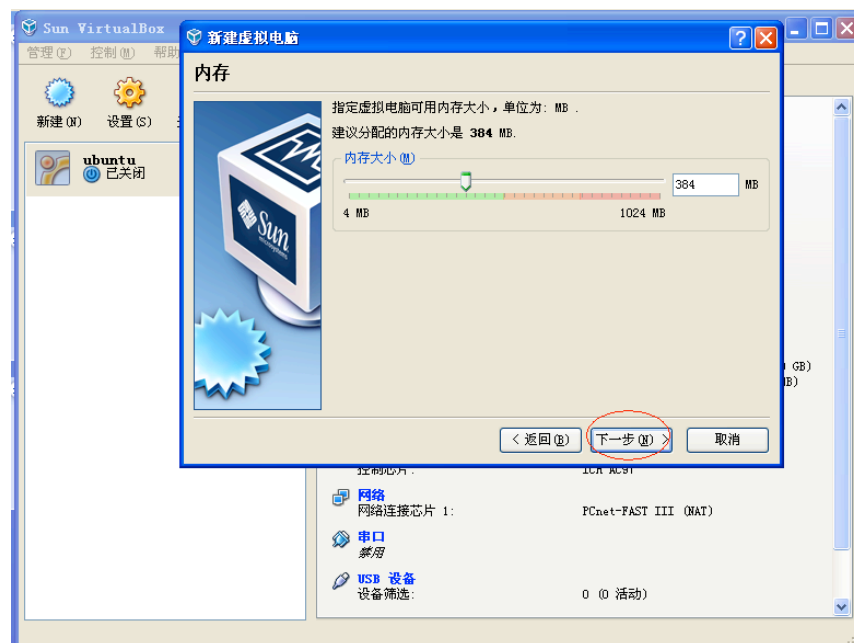 Sun VirtualBox
管理(F) 控制(M) 帮助
新建(N) 设置(S)
ubuntu
已关闭
新建虚拟电脑
内存
指定虚拟电脑可用内存大小，单位为: MB .
建议分配的内存大小是 384 MB.
内存大小(M)
384 MB
4 MB 1024 MB
Sun
microsystems
GB)
MB)
<返回(B) 下一步(N) > 取消
控制芯片: ICH AC97
网络
网络连接芯片 1: PCnet-FAST III (NAT)
串口
禁用
USB 设备
设备筛选: 0 (0 活动)